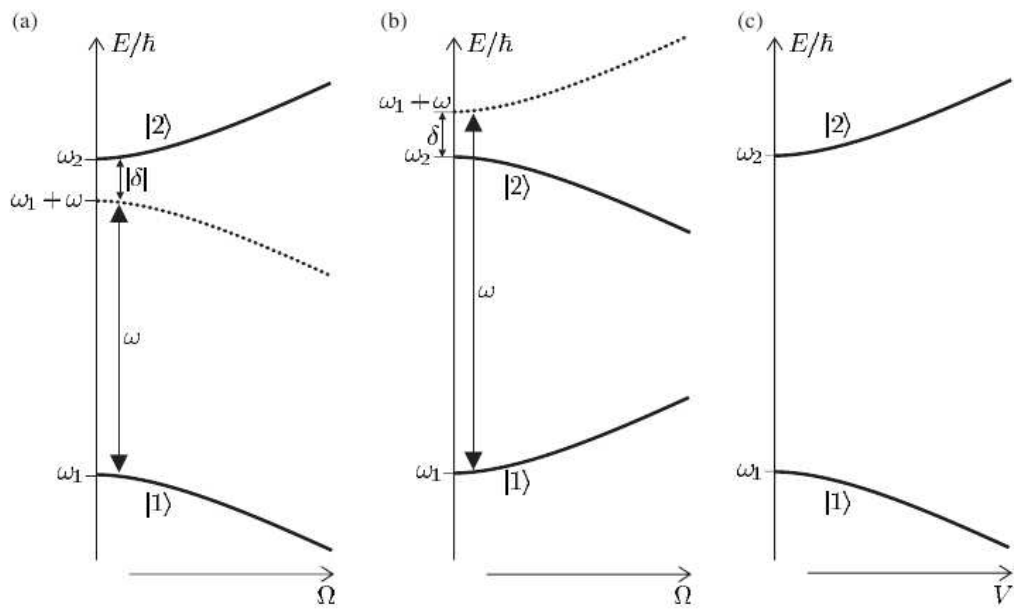 (a)
E/ħ
|2⟩
ω₂
|δ|
ω₁ + ω
ω
ω₁
|1⟩
Ω
(b)
E/ħ
ω₁ + ω
δ
ω₂
|2⟩
ω
ω₁
|1⟩
Ω
(c)
E/ħ
|2⟩
ω₂
ω₁
|1⟩
V